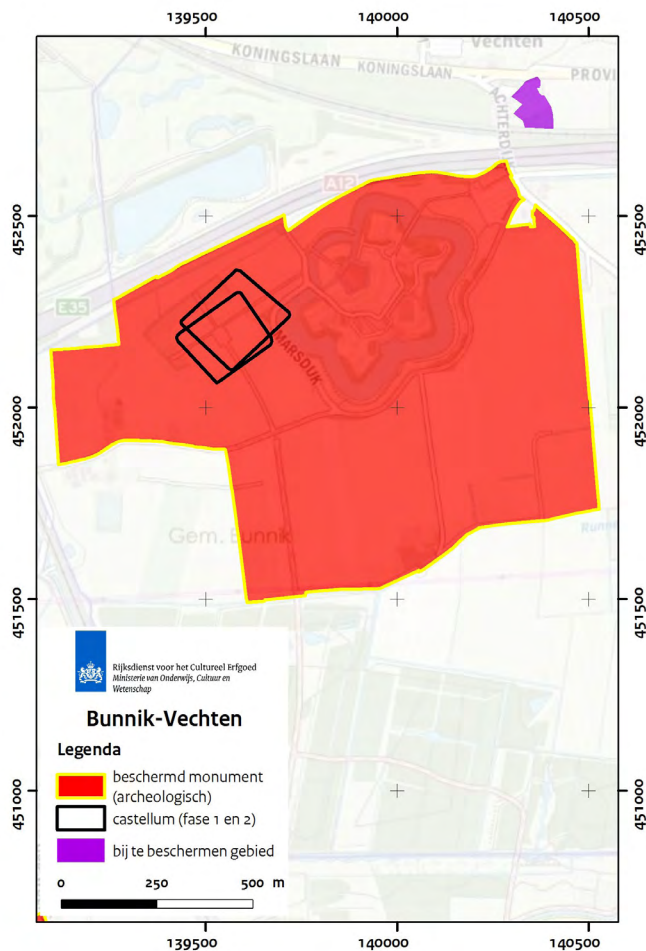 139500 140000 140500
Vechten
KONINGSLAAN
KONINGSLAAN
PROVI
CHTERDI
A12
452500 452500
E35
MARSDIJK
452000 452000
Gem. Bunnik
451500 451500
Rijksdienst voor het Cultureel Erfgoed
Ministerie van Onderwijs, Cultuur en
Wetenschap
Bunnik-Vechten
Legenda
beschermd monument
(archeologisch)
castellum (fase 1 en 2)
bij te beschermen gebied
0 250 500 m
451000 451000
139500 140000 140500